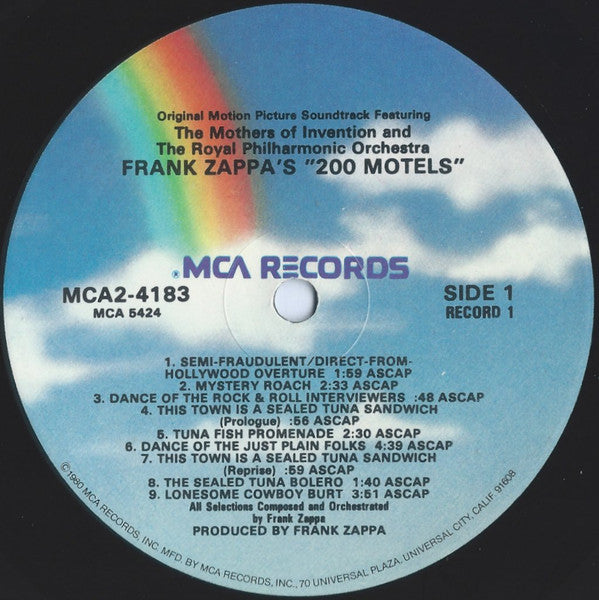 Original Motion Picture Soundtrack Featuring
The Mothers of Invention and
The Royal Philharmonic Orchestra
FRANK ZAPPA'S "200 MOTELS"
® MCA RECORDS
MCA2-4183
MCA 5424
SIDE 1
RECORD 1
1. SEMI-FRAUDULENT/DIRECT-FROM-
HOLLYWOOD OVERTURE 1:59 ASCAP
2. MYSTERY ROACH 2:33 ASCAP
3. DANCE OF THE ROCK & ROLL INTERVIEWERS :48 ASCAP
4. THIS TOWN IS A SEALED TUNA SANDWICH
(Prologue) :56 ASCAP
5. TUNA FISH PROMENADE 2:30 ASCAP
6. DANCE OF THE JUST PLAIN FOLKS 4:39 ASCAP
7. THIS TOWN IS A SEALED TUNA SANDWICH
(Reprise) :59 ASCAP
8. THE SEALED TUNA BOLERO 1:40 ASCAP
9. LONESOME COWBOY BURT 3:51 ASCAP
All Selections Composed and Orchestrated
by Frank Zappa
PRODUCED BY FRANK ZAPPA
©1980 MCA RECORDS, INC. MFD. BY MCA RECORDS, INC., 70 UNIVERSAL PLAZA, UNIVERSAL CITY, CALIF. 91608